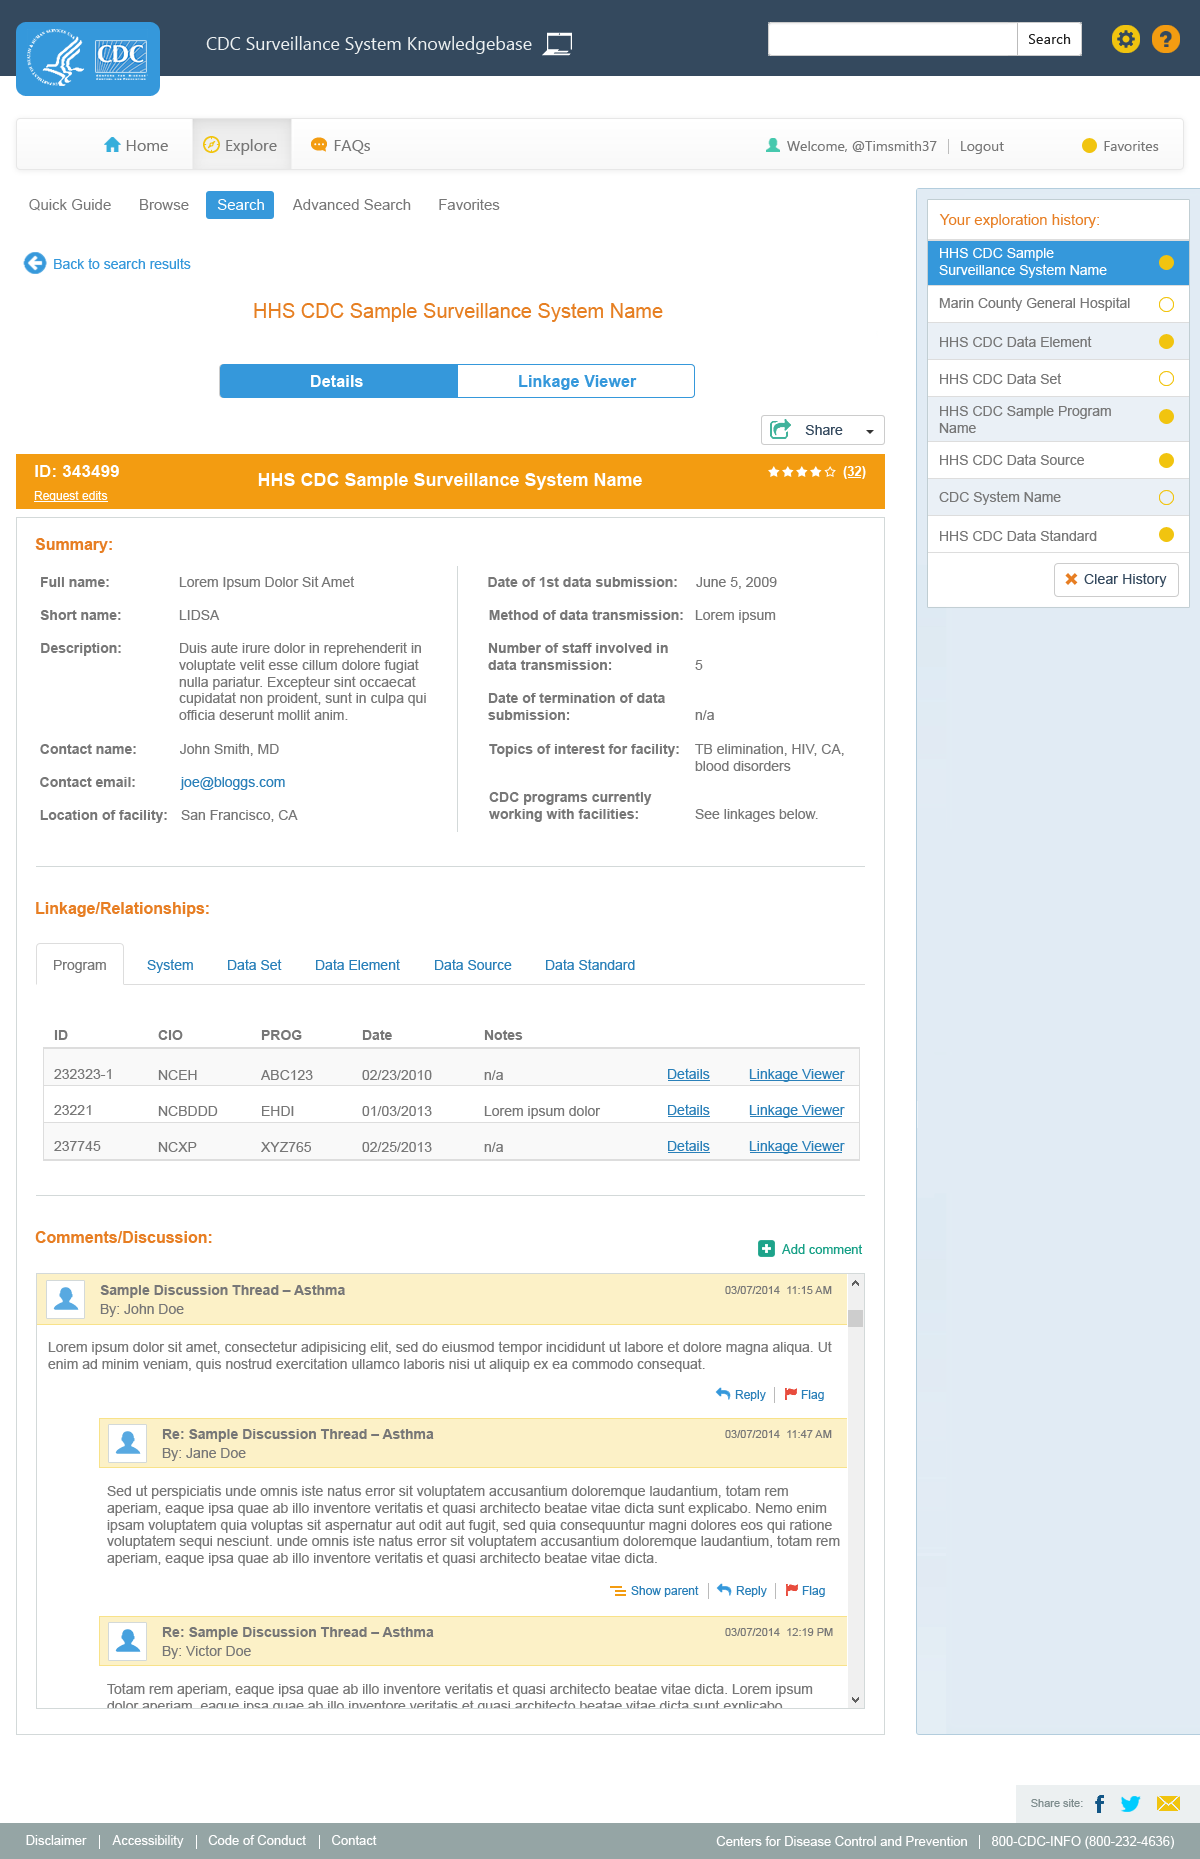 CDC
CDC Surveillance System Knowledgebase
Search
?
Home
Explore
FAQs
Welcome, @Timsmith37
Logout
Favorites
Quick Guide
Browse
Search
Advanced Search
Favorites
Back to search results
HHS CDC Sample Surveillance System Name
Details
Linkage Viewer
Share
ID: 343499
Request edits
HHS CDC Sample Surveillance System Name
(32)
Summary:
Full name: Lorem Ipsum Dolor Sit Amet
Short name: LIDSA
Description: Duis aute irure dolor in reprehenderit in
voluptate velit esse cillum dolore fugiat
nulla pariatur. Excepteur sint occaecat
cupidatat non proident, sunt in culpa qui
officia deserunt mollit anim.
Contact name: John Smith, MD
Contact email: joe@bloggs.com
Location of facility: San Francisco, CA
Date of 1st data submission: June 5, 2009
Method of data transmission: Lorem ipsum
Number of staff involved in
data transmission: 5
Date of termination of data
submission: n/a
Topics of interest for facility: TB elimination, HIV, CA,
blood disorders
CDC programs currently
working with facilities: See linkages below.
Linkage/Relationships:
Program
System
Data Set
Data Element
Data Source
Data Standard
ID CIO PROG Date Notes
232323-1 NCEH ABC123 02/23/2010 n/a Details Linkage Viewer
23221 NCBDDD EHDI 01/03/2013 Lorem ipsum dolor Details Linkage Viewer
237745 NCXP XYZ765 02/25/2013 n/a Details Linkage Viewer
Comments/Discussion:
Add comment
Sample Discussion Thread – Asthma 03/07/2014 11:15 AM
By: John Doe
Lorem ipsum dolor sit amet, consectetur adipisicing elit, sed do eiusmod tempor incididunt ut labore et dolore magna aliqua. Ut
enim ad minim veniam, quis nostrud exercitation ullamco laboris nisi ut aliquip ex ea commodo consequat.
Reply
Flag
Re: Sample Discussion Thread – Asthma 03/07/2014 11:47 AM
By: Jane Doe
Sed ut perspiciatis unde omnis iste natus error sit voluptatem accusantium doloremque laudantium, totam rem
aperiam, eaque ipsa quae ab illo inventore veritatis et quasi architecto beatae vitae dicta sunt explicabo. Nemo enim
ipsam voluptatem quia voluptas sit aspernatur aut odit aut fugit, sed quia consequuntur magni dolores eos qui ratione
voluptatem sequi nesciunt. unde omnis iste natus error sit voluptatem accusantium doloremque laudantium, totam rem
aperiam, eaque ipsa quae ab illo inventore veritatis et quasi architecto beatae vitae dicta.
Show parent
Reply
Flag
Re: Sample Discussion Thread – Asthma 03/07/2014 12:19 PM
By: Victor Doe
Totam rem aperiam, eaque ipsa quae ab illo inventore veritatis et quasi architecto beatae vitae dicta. Lorem ipsum
dolor aperiam, eaque ipsa quae ab illo inventore veritatis et quasi architecto beatae vitae dicta sunt explicabo
Your exploration history:
HHS CDC Sample
Surveillance System Name
Marin County General Hospital
HHS CDC Data Element
HHS CDC Data Set
HHS CDC Sample Program
Name
HHS CDC Data Source
CDC System Name
HHS CDC Data Standard
Clear History
Share site:
Disclaimer
Accessibility
Code of Conduct
Contact
Centers for Disease Control and Prevention
800-CDC-INFO (800-232-4636)